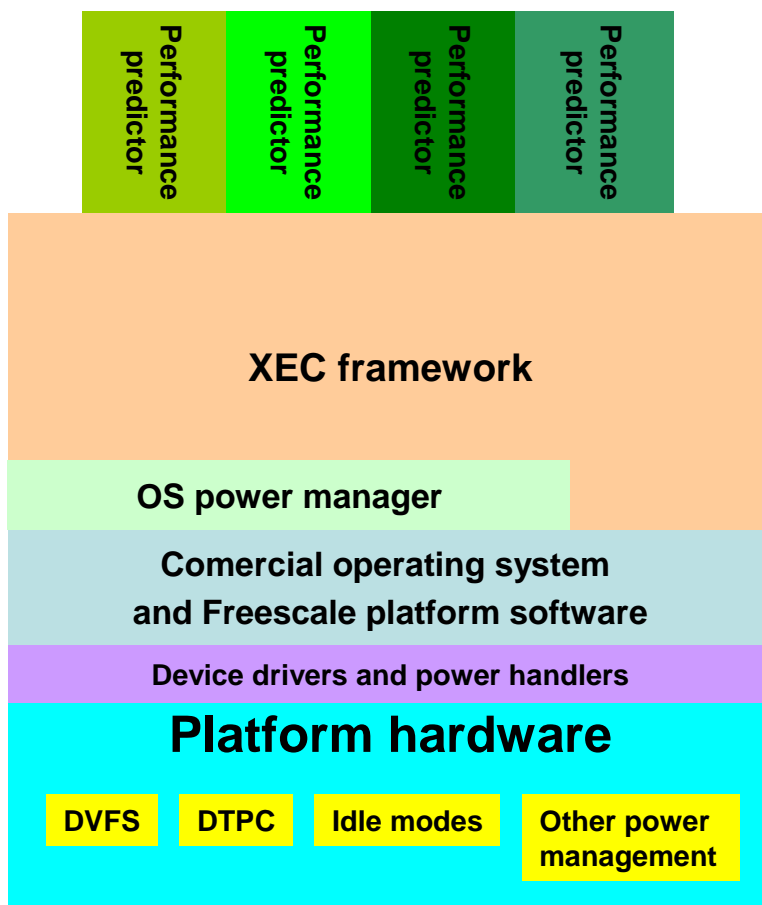 Performance
predictor
Performance
predictor
Performance
predictor
Performance
predictor
XEC framework
OS power manager
Comercial operating system
and Freescale platform software
Device drivers and power handlers
Platform hardware
DVFS
DTPC
Idle modes
Other power
management